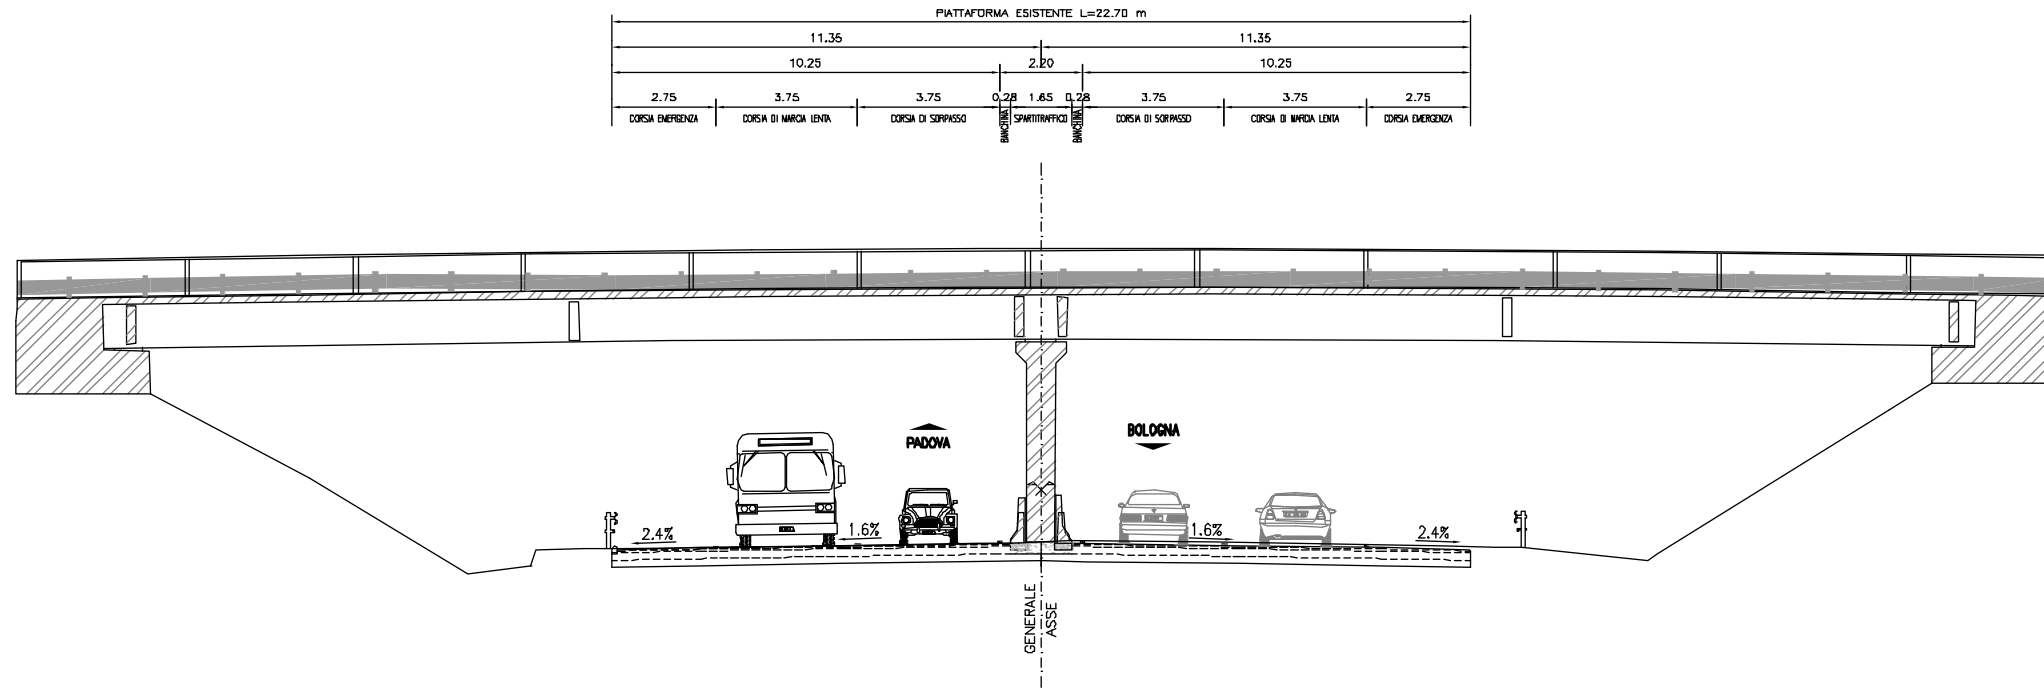 PIATTAFORMA ESISTENTE L=22.70 m
11.35 11.35
10.25 2.20 10.25
2.75 3.75 3.75 0.28 1.65 0.28 3.75 3.75 2.75
CORSIA EMERGENZA CORSIA DI MARCIA LENTA CORSIA DI SORPASSO BANCHINA SPARTITRAFFICO BANCHINA CORSIA DI SORPASSO CORSIA DI MARCIA LENTA CORSIA EMERGENZA
PADOVA BOLOGNA
2.4% 1.6% 1.6% 2.4%
GENERALE
ASSE